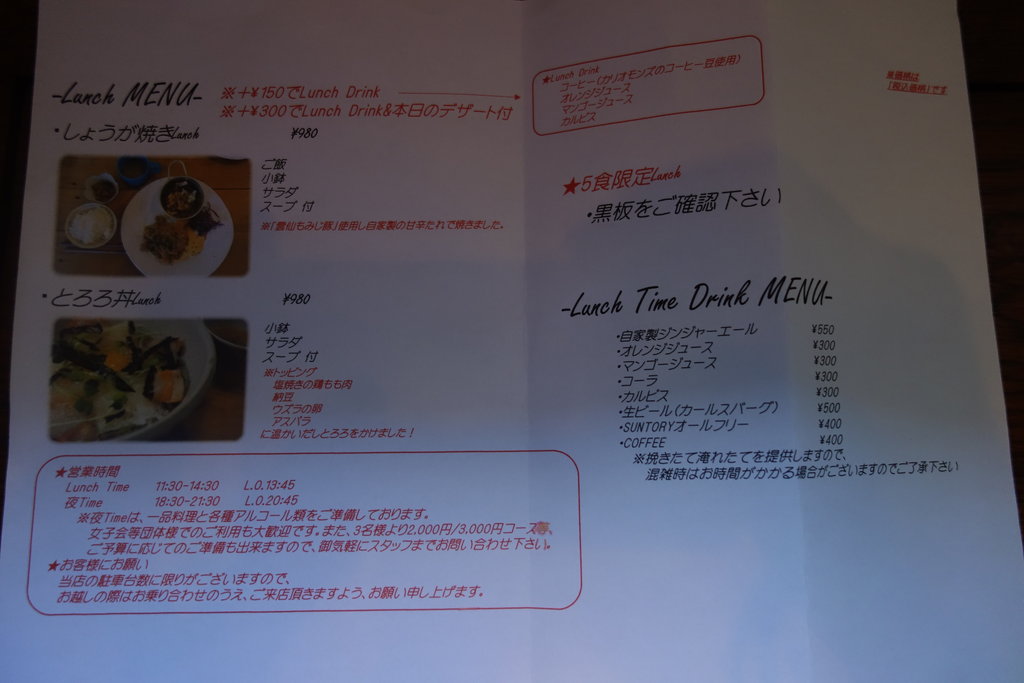 -Lunch MENU-
※+¥150でLunch Drink
※+¥300でLunch Drink&本日のデザート付
・しょうが焼きLunch ¥980
ご飯
小鉢
サラダ
スープ 付
※「雲仙もみじ豚」使用し自家製の甘辛たれで焼きました。
・とろろ丼Lunch ¥980
小鉢
サラダ
スープ 付
※トッピング
塩焼きの鶏もも肉
納豆
ウズラの卵
アスパラ
に温かいだしとろろをかけました！
★営業時間
Lunch Time 11:30-14:30 L.O.13:45
夜Time 18:30-21:30 L.O.20:45
※夜Timeは、一品料理と各種アルコール類をご準備しております。
女子会等団体様でのご利用も大歓迎です。また、3名様より2,000円/3,000円コース等、
ご予算に応じてのご準備も出来ますので、御気軽にスタッフまでお問い合わせ下さい。
★お客様にお願い
当店の駐車台数に限りがございますので、
お越しの際はお乗り合わせのうえ、ご来店頂きますよう、お願い申し上げます。
★Lunch Drink
コーヒー(カリオモンズのコーヒー豆使用)
オレンジジュース
マンゴージュース
カルピス
※価格は
「税込価格」です
★5食限定Lunch
・黒板をご確認下さい
-Lunch Time Drink MENU-
・自家製ジンジャーエール ¥550
・オレンジジュース ¥300
・マンゴージュース ¥300
・コーラ ¥300
・カルピス ¥300
・生ビール(カールスバーグ) ¥500
・SUNTORYオールフリー ¥400
・COFFEE ¥400
※挽きたて淹れたてを提供しますので、
混雑時はお時間がかかる場合がございますのでご了承下さい